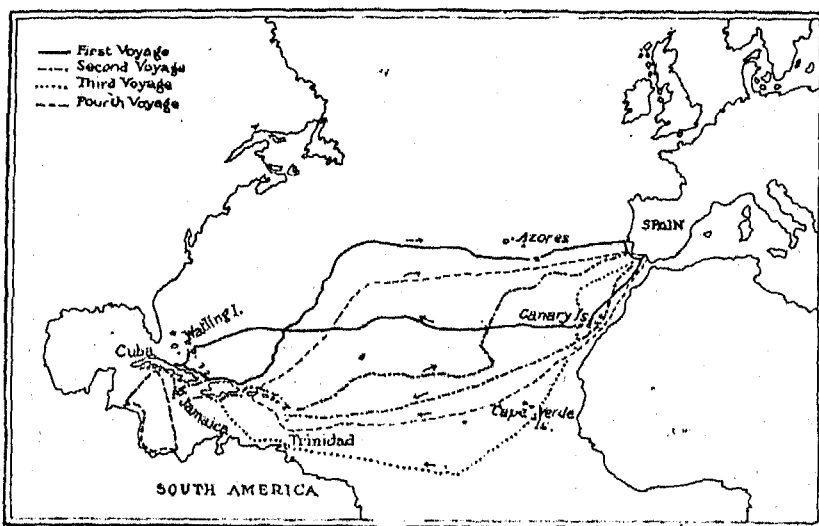 First Voyage
Second Voyage
Third Voyage
Fourth Voyage
Azores
SPAIN
Watling I.
Canary Is.
Cuba
Jamaica
Cape Verde
Trinidad
SOUTH AMERICA